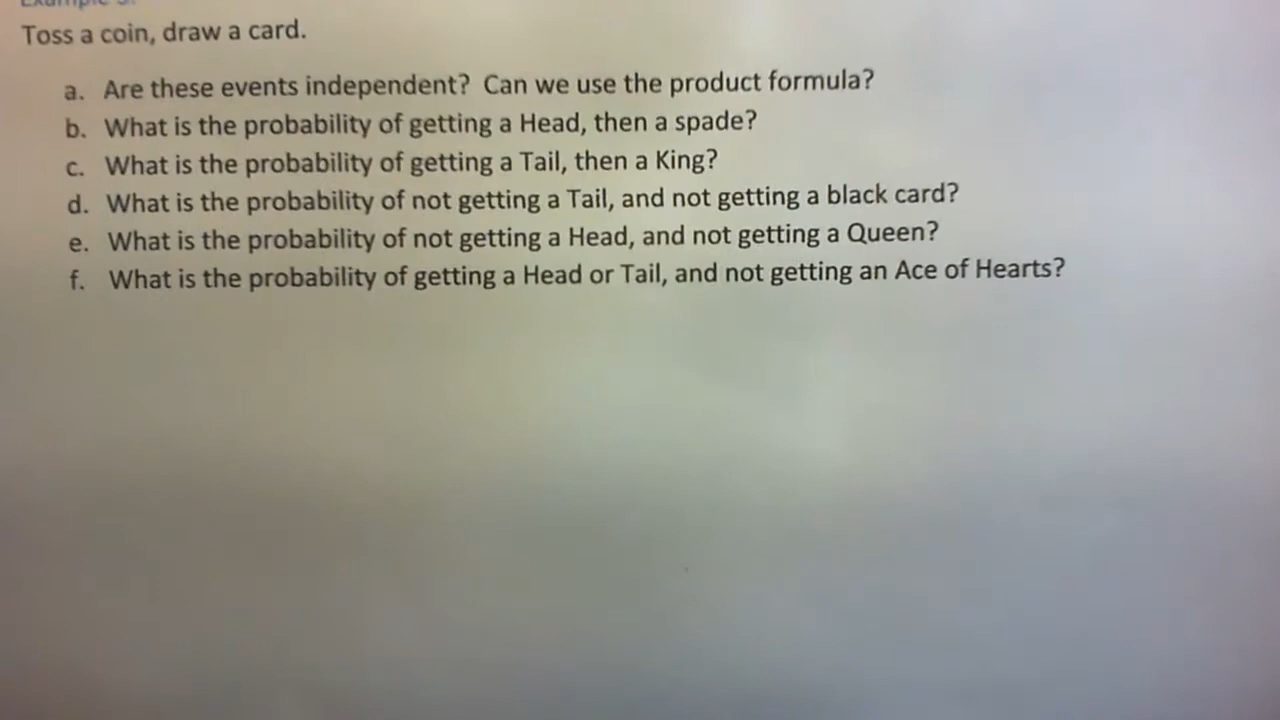 Toss a coin, draw a card.
a. Are these events independent? Can we use the product formula?
b. What is the probability of getting a Head, then a spade?
c. What is the probability of getting a Tail, then a King?
d. What is the probability of not getting a Tail, and not getting a black card?
e. What is the probability of not getting a Head, and not getting a Queen?
f. What is the probability of getting a Head or Tail, and not getting an Ace of Hearts?